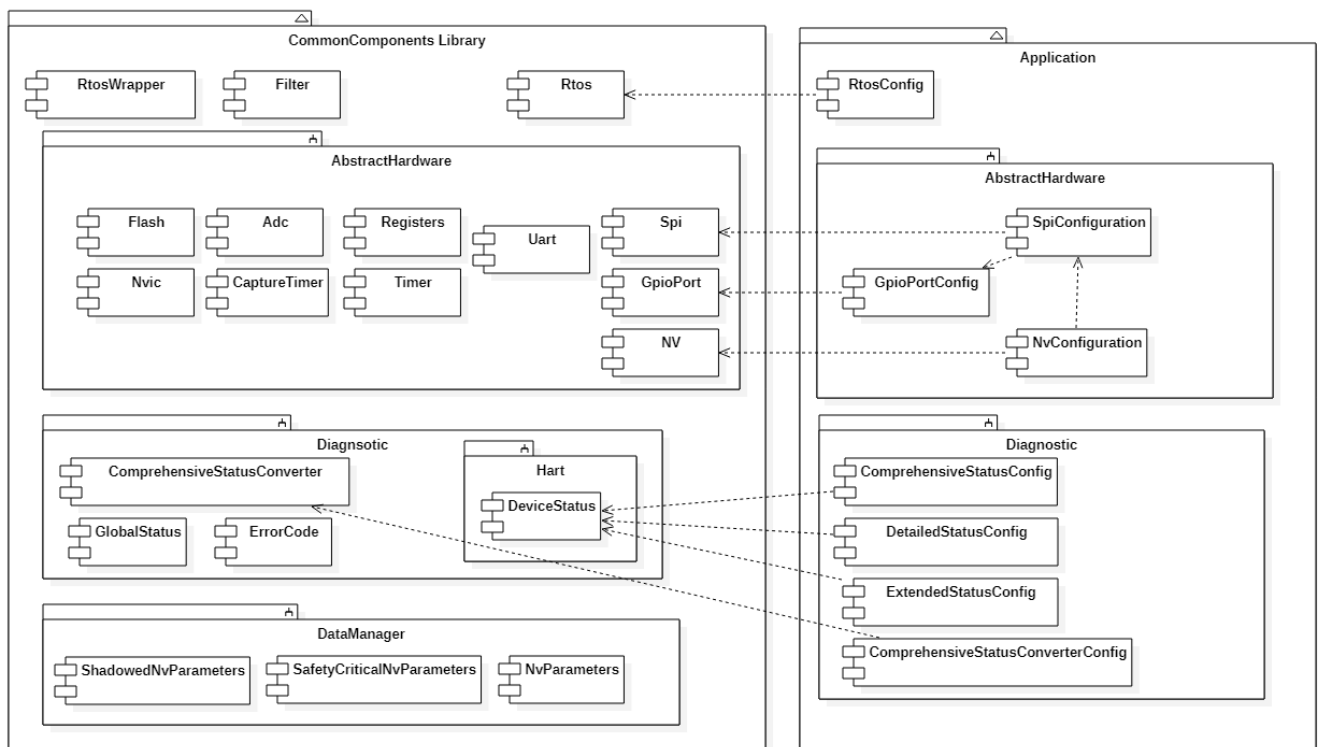 CommonComponents Library
RtosWrapper
Filter
Rtos
AbstractHardware
Flash
Adc
Registers
Uart
Spi
Nvic
CaptureTimer
Timer
GpioPort
NV
Diagnsotic
ComprehensiveStatusConverter
GlobalStatus
ErrorCode
Hart
DeviceStatus
DataManager
ShadowedNvParameters
SafetyCriticalNvParameters
NvParameters
Application
RtosConfig
AbstractHardware
SpiConfiguration
GpioPortConfig
NvConfiguration
Diagnostic
ComprehensiveStatusConfig
DetailedStatusConfig
ExtendedStatusConfig
ComprehensiveStatusConverterConfig